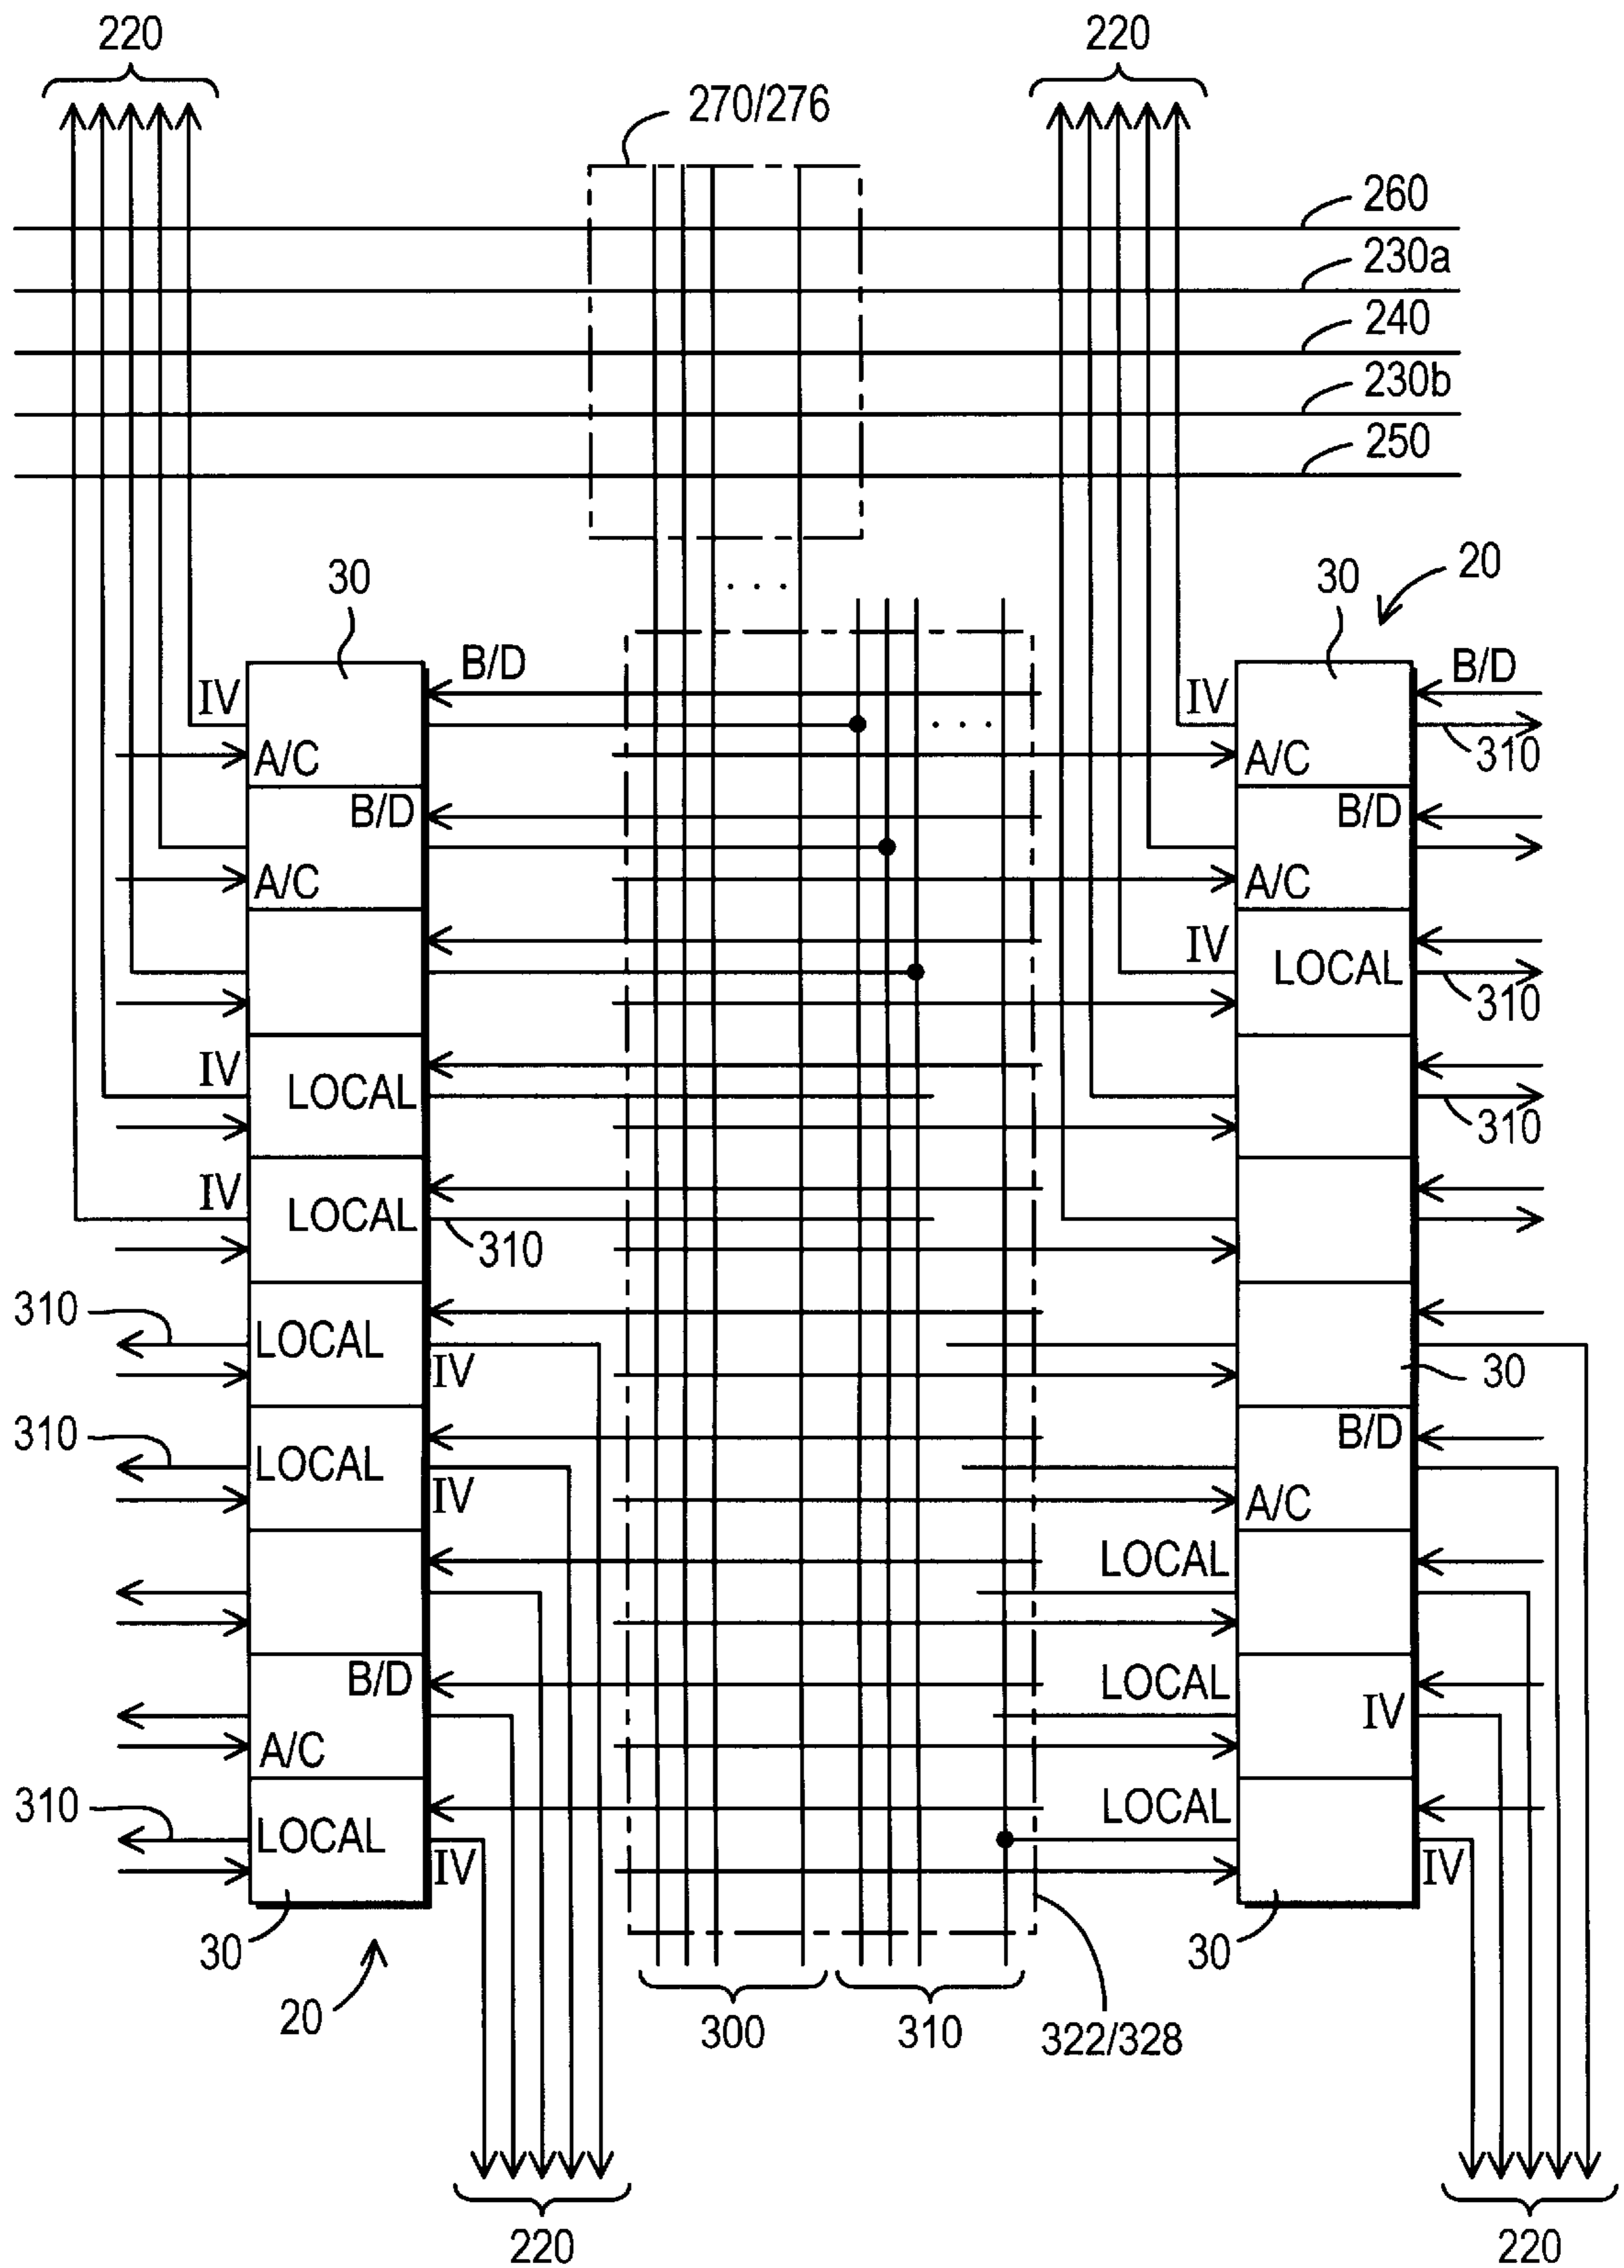 220 220
270/276
260
230a
240
230b
250
30 30 20
IV B/D IV B/D
A/C A/C 310
B/D B/D
A/C A/C
IV LOCAL 310
IV LOCAL 310
IV LOCAL 310
310 LOCAL IV 30
310 LOCAL IV B/D
A/C
LOCAL
B/D LOCAL IV
A/C
310 LOCAL IV LOCAL IV
30 30
20 300 310 322/328
220 220